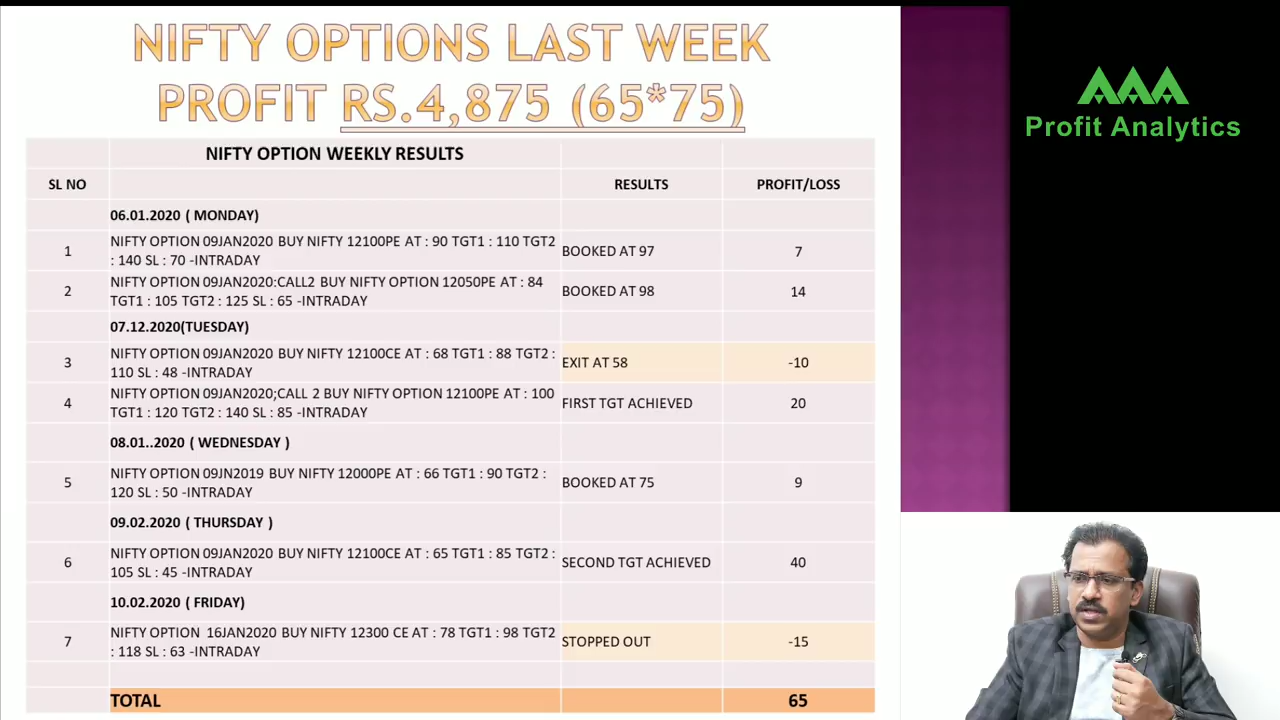 NIFTY OPTIONS LAST WEEK
PROFIT RS.4,875 (65*75)
Profit Analytics
NIFTY OPTION WEEKLY RESULTS
SL NO RESULTS PROFIT/LOSS
06.01.2020 ( MONDAY)
1 NIFTY OPTION 09JAN2020 BUY NIFTY 12100PE AT : 90 TGT1 : 110 TGT2
: 140 SL : 70 -INTRADAY BOOKED AT 97 7
2 NIFTY OPTION 09JAN2020:CALL2 BUY NIFTY OPTION 12050PE AT : 84
TGT1 : 105 TGT2 : 125 SL : 65 -INTRADAY BOOKED AT 98 14
07.12.2020(TUESDAY)
3 NIFTY OPTION 09JAN2020 BUY NIFTY 12100CE AT : 68 TGT1 : 88 TGT2 :
110 SL : 48 -INTRADAY EXIT AT 58 -10
4 NIFTY OPTION 09JAN2020;CALL 2 BUY NIFTY OPTION 12100PE AT : 100
TGT1 : 120 TGT2 : 140 SL : 85 -INTRADAY FIRST TGT ACHIEVED 20
08.01..2020 ( WEDNESDAY )
5 NIFTY OPTION 09JN2019 BUY NIFTY 12000PE AT : 66 TGT1 : 90 TGT2 :
120 SL : 50 -INTRADAY BOOKED AT 75 9
09.02.2020 ( THURSDAY )
6 NIFTY OPTION 09JAN2020 BUY NIFTY 12100CE AT : 65 TGT1 : 85 TGT2 :
105 SL : 45 -INTRADAY SECOND TGT ACHIEVED 40
10.02.2020 ( FRIDAY)
7 NIFTY OPTION 16JAN2020 BUY NIFTY 12300 CE AT : 78 TGT1 : 98 TGT2
: 118 SL : 63 -INTRADAY STOPPED OUT -15
TOTAL 65